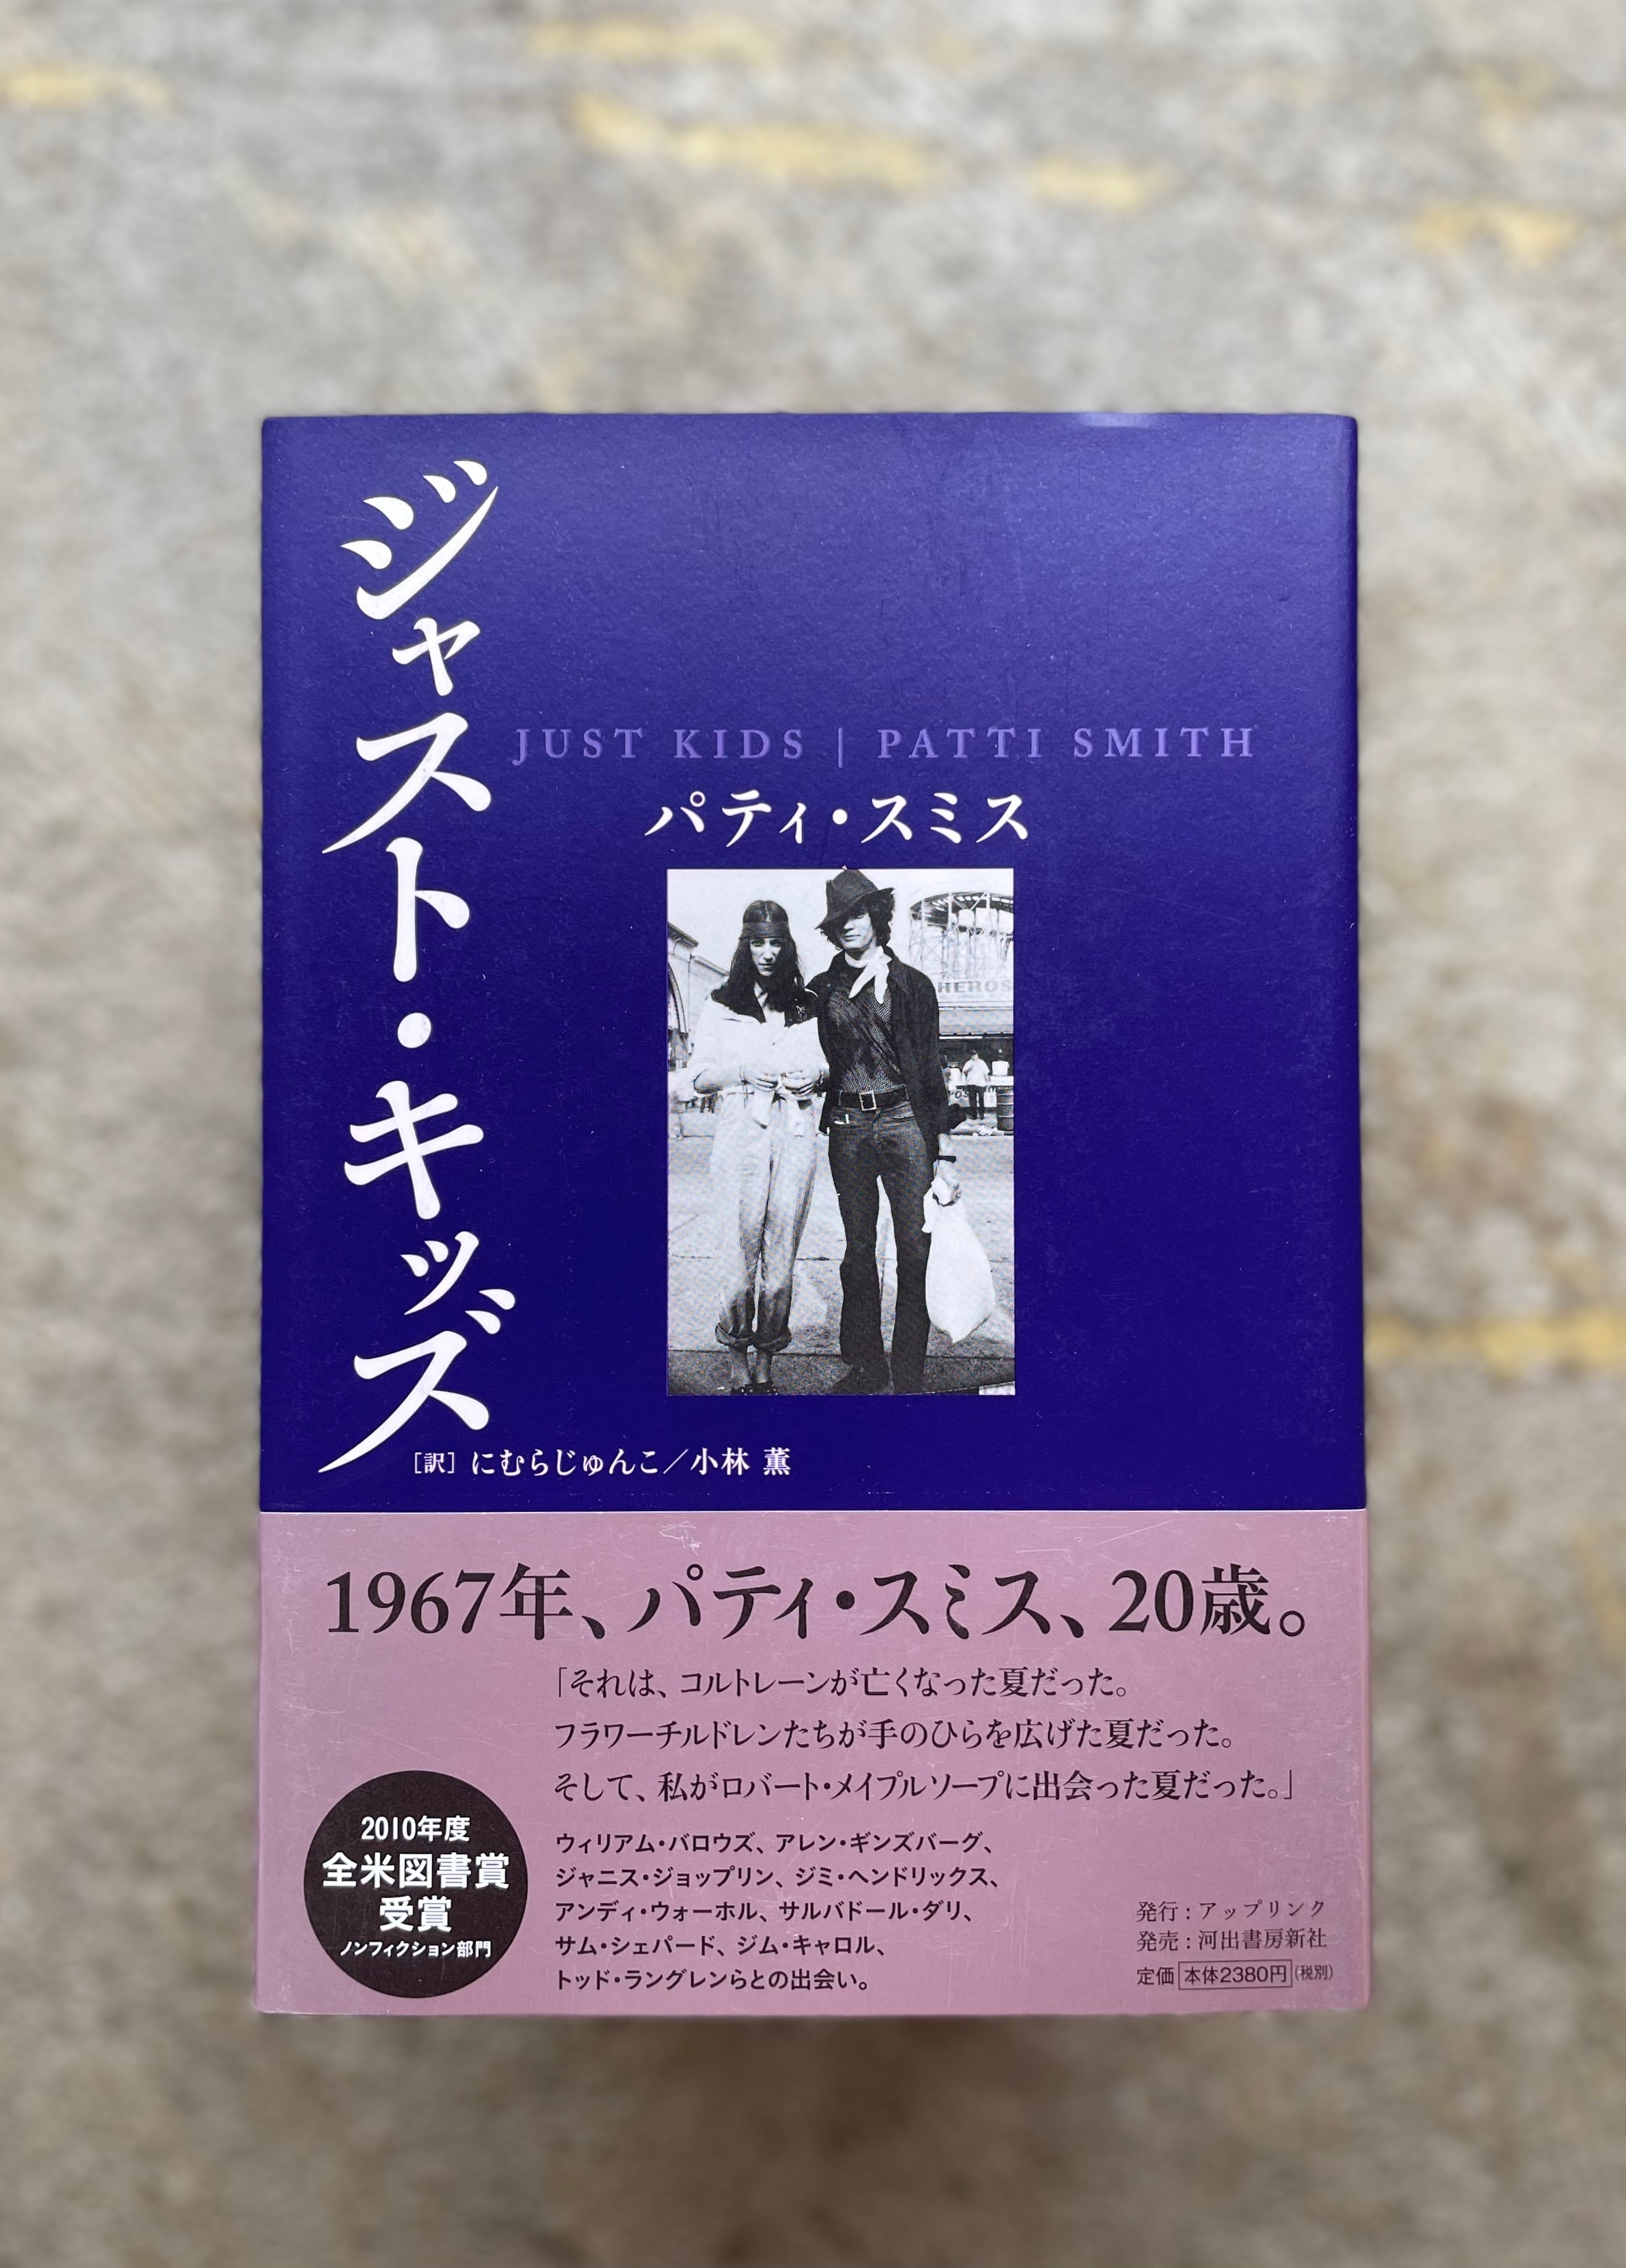 ジャスト・キッズ
JUST KIDS | PATTI SMITH
パティ・スミス
HEROS
［訳］にむらじゅんこ／小林 薫
1967年、パティ・スミス、20歳。
「それは、コルトレーンが亡くなった夏だった。
フラワーチルドレンたちが手のひらを広げた夏だった。
そして、私がロバート・メイプルソープに出会った夏だった。」
2010年度
全米図書賞
受賞
ノンフィクション部門
ウィリアム・バロウズ、アレン・ギンズバーグ、
ジャニス・ジョップリン、ジミ・ヘンドリックス、
アンディ・ウォーホル、サルバドール・ダリ、
サム・シェパード、ジム・キャロル、
トッド・ラングレンらとの出会い。
発行：アップリンク
発売：河出書房新社
定価 本体2380円（税別）